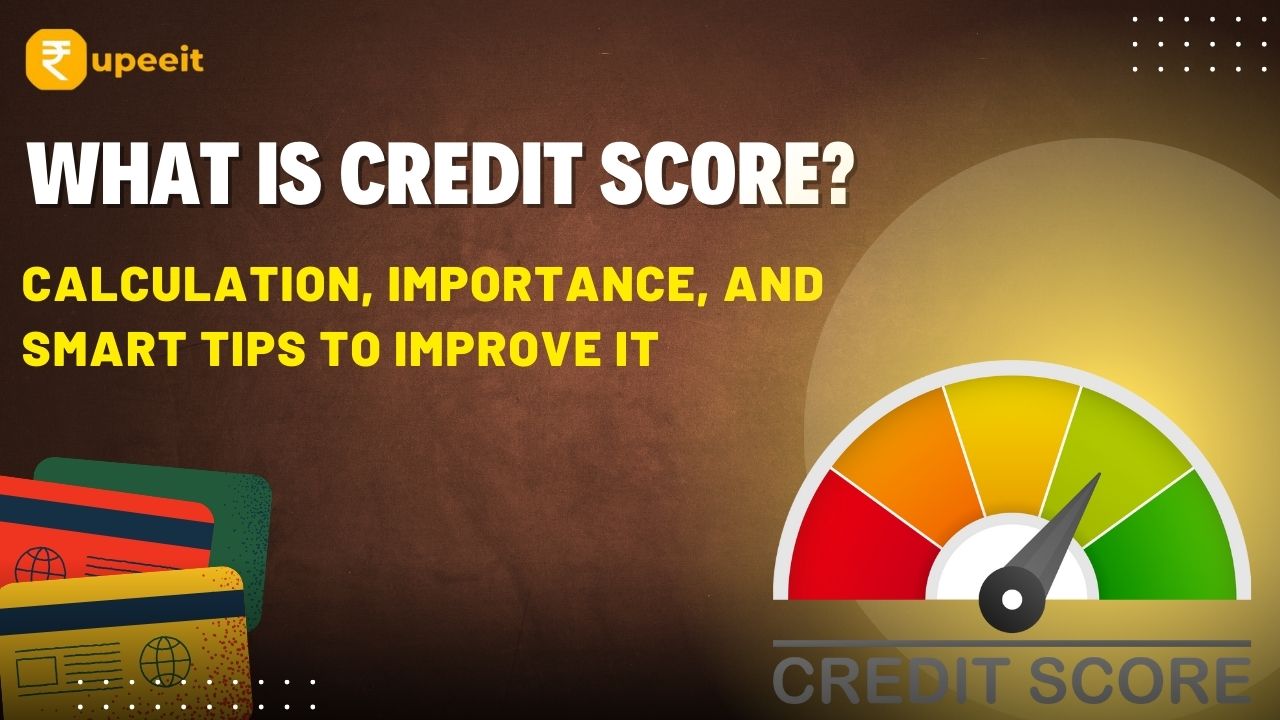 ₹upeeit
WHAT IS CREDIT SCORE?
CALCULATION, IMPORTANCE, AND
SMART TIPS TO IMPROVE IT
CREDIT SCORE